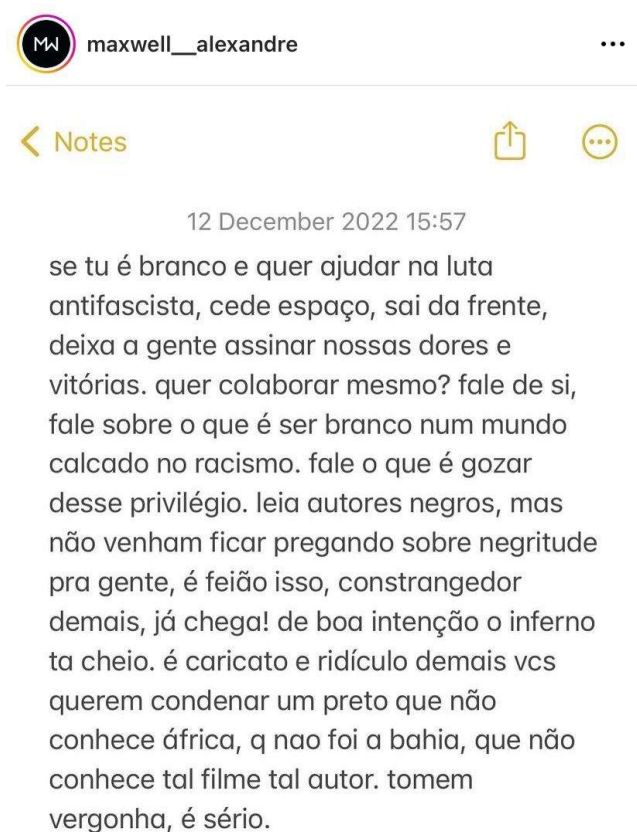 MW
maxwell__alexandre
Notes
12 December 2022 15:57
se tu é branco e quer ajudar na luta
antifascista, cede espaço, sai da frente,
deixa a gente assinar nossas dores e
vitórias. quer colaborar mesmo? fale de si,
fale sobre o que é ser branco num mundo
calcado no racismo. fale o que é gozar
desse privilégio. leia autores negros, mas
não venham ficar pregando sobre negritude
pra gente, é feião isso, constrangedor
demais, já chega! de boa intenção o inferno
ta cheio. é caricato e ridículo demais vcs
querem condenar um preto que não
conhece áfrica, q nao foi a bahia, que não
conhece tal filme tal autor. tomem
vergonha, é sério.